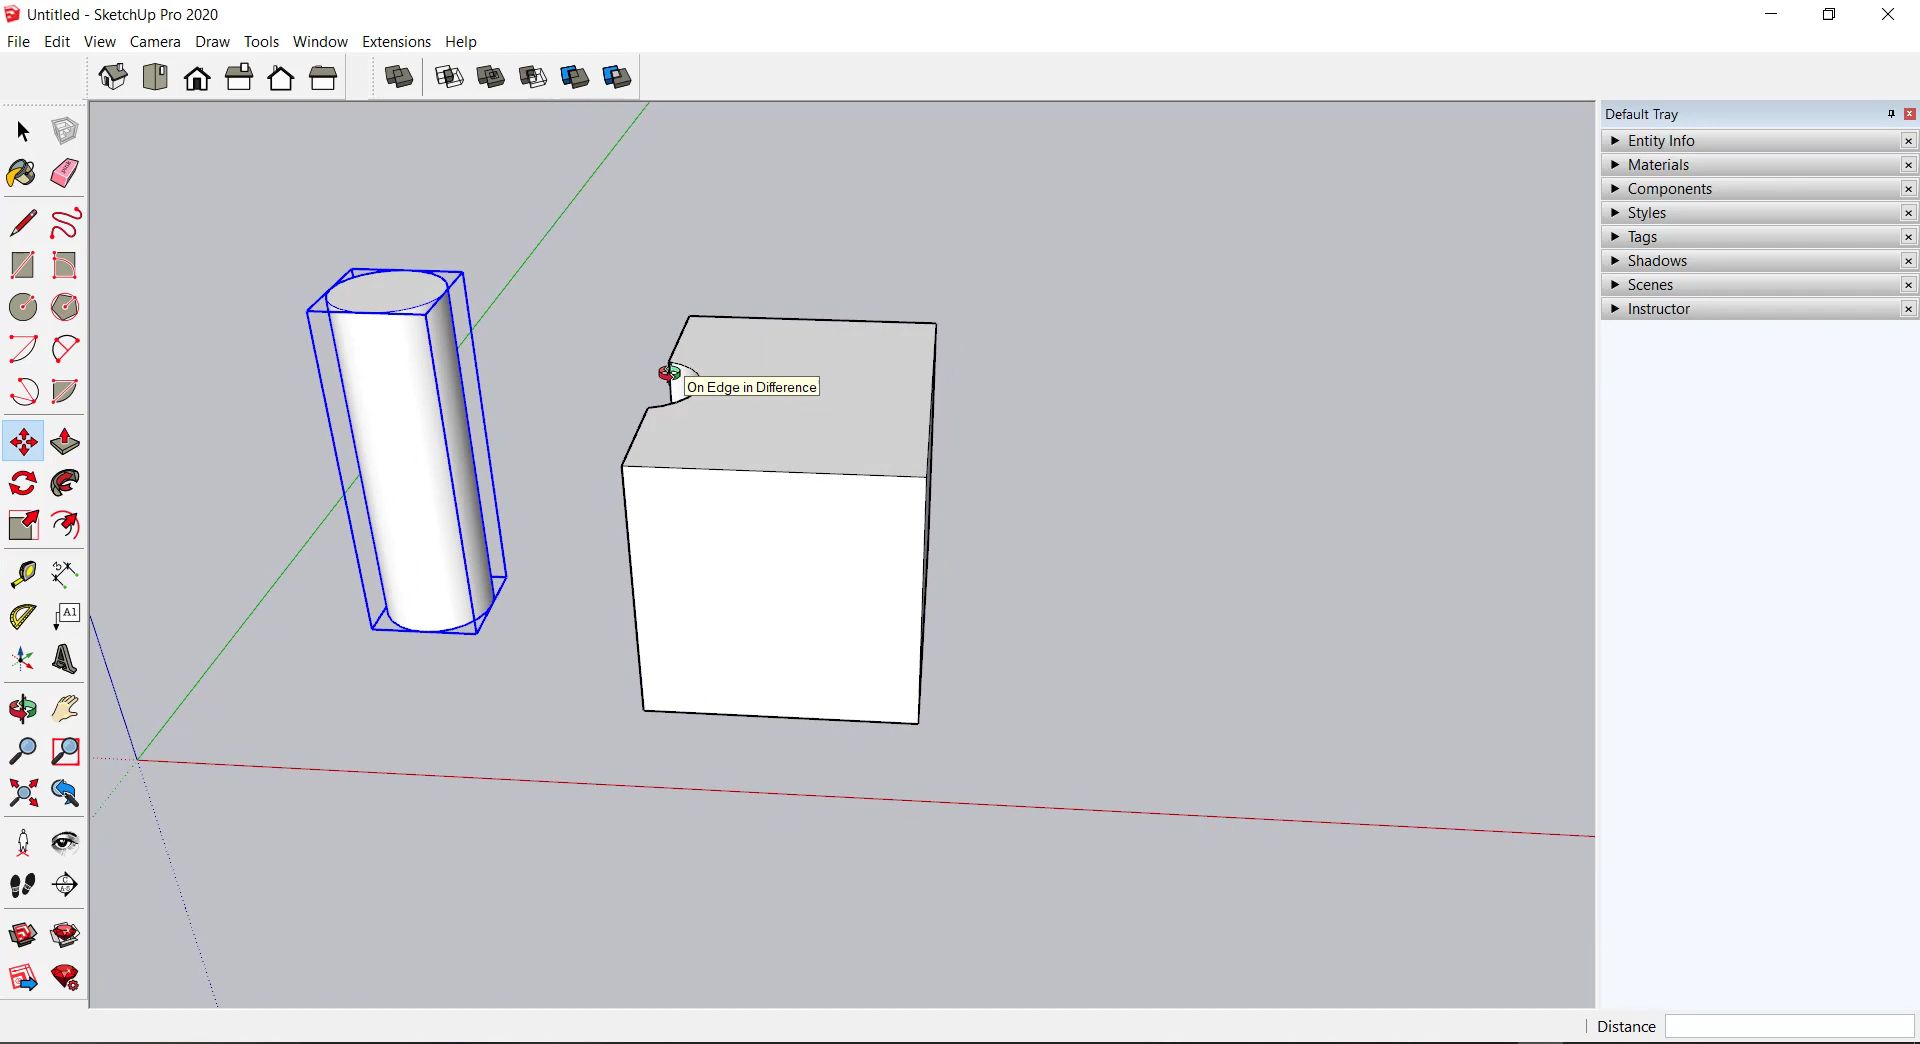 Untitled - SketchUp Pro 2020
File Edit View Camera Draw Tools Window Extensions Help
Default Tray
Entity Info
Materials
Components
Styles
Tags
Shadows
Scenes
Instructor
On Edge in Difference
A1
Distance